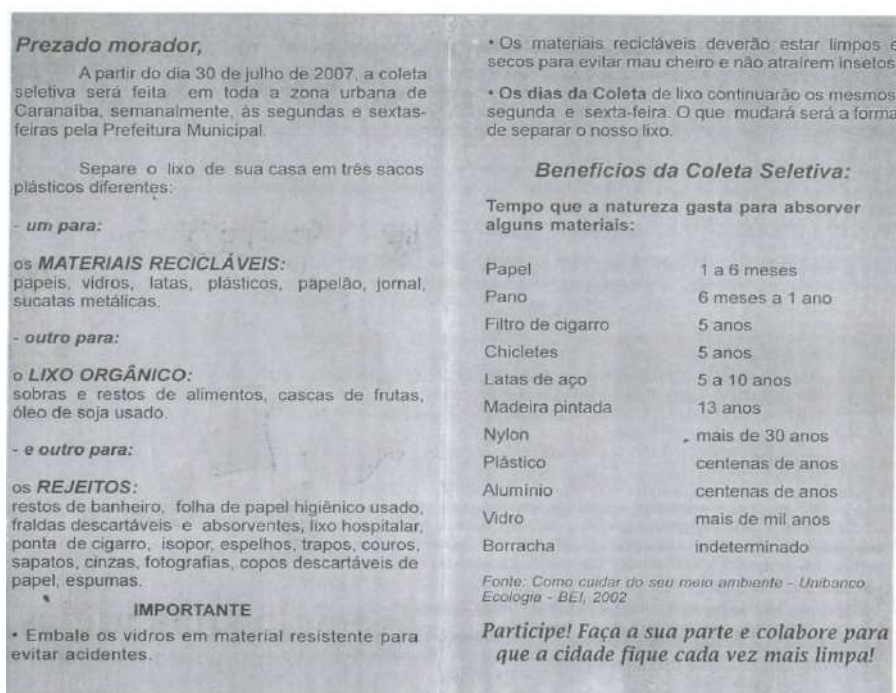 Prezado morador,
A partir do dia 30 de julho de 2007, a coleta
seletiva será feita em toda a zona urbana de
Caranaíba, semanalmente, às segundas e sextas-
feiras pela Prefeitura Municipal.
Separe o lixo de sua casa em três sacos
plásticos diferentes:
- um para:
os MATERIAIS RECICLÁVEIS:
papeis, vidros, latas, plásticos, papelão, jornal,
sucatas metálicas.
- outro para:
o LIXO ORGÂNICO:
sobras e restos de alimentos, cascas de frutas,
óleo de soja usado.
- e outro para:
os REJEITOS:
restos de banheiro, folha de papel higiênico usado,
fraldas descartáveis e absorventes, lixo hospitalar,
ponta de cigarro, isopor, espelhos, trapos, couros,
sapatos, cinzas, fotografias, copos descartáveis de
papel, espumas.
IMPORTANTE
• Embale os vidros em material resistente para
evitar acidentes.
• Os materiais recicláveis deverão estar limpos e
secos para evitar mau cheiro e não atraírem insetos
• Os dias da Coleta de lixo continuarão os mesmos
segunda e sexta-feira. O que mudará será a forma
de separar o nosso lixo.
Benefícios da Coleta Seletiva:
Tempo que a natureza gasta para absorver
alguns materiais:
Papel 1 a 6 meses
Pano 6 meses a 1 ano
Filtro de cigarro 5 anos
Chicletes 5 anos
Latas de aço 5 a 10 anos
Madeira pintada 13 anos
Nylon mais de 30 anos
Plástico centenas de anos
Alumínio centenas de anos
Vidro mais de mil anos
Borracha indeterminado
Fonte: Como cuidar do seu meio ambiente - Unibanco
Ecologia - BEI, 2002
Participe! Faça a sua parte e colabore para
que a cidade fique cada vez mais limpa!